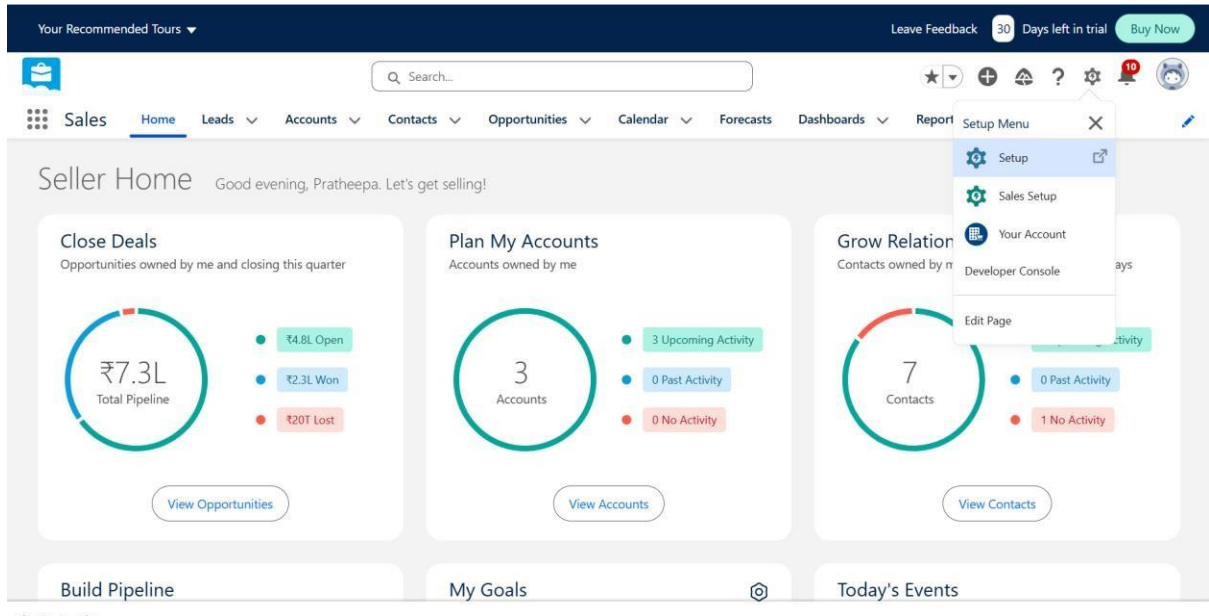 Your Recommended Tours
Leave Feedback 30 Days left in trial Buy Now
Search...
10
Sales Home Leads Accounts Contacts Opportunities Calendar Forecasts Dashboards Report
Setup Menu
Setup
Sales Setup
Your Account
Developer Console
Edit Page
Seller Home Good evening, Pratheepa. Let's get selling!
Close Deals
Opportunities owned by me and closing this quarter
₹7.3L
Total Pipeline
₹4.8L Open
₹2.3L Won
₹20T Lost
View Opportunities
Plan My Accounts
Accounts owned by me
3
Accounts
3 Upcoming Activity
0 Past Activity
0 No Activity
View Accounts
Grow Relation
Contacts owned by m ays
7
Contacts
ctivity
0 Past Activity
1 No Activity
View Contacts
Build Pipeline
My Goals
Today's Events